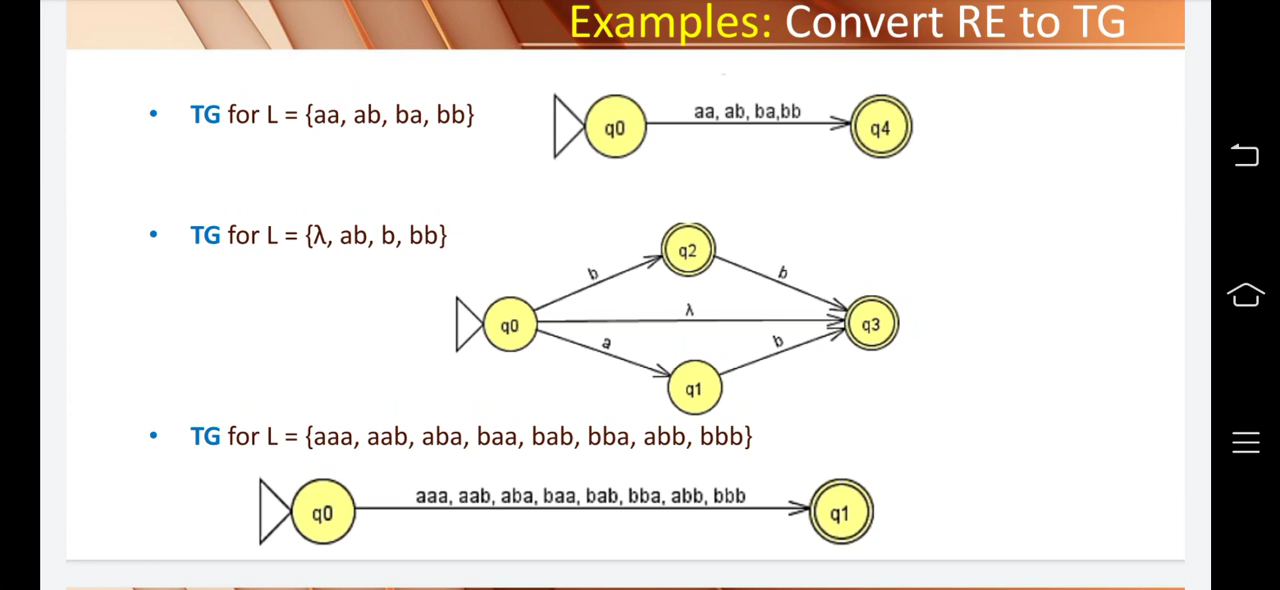 Examples: Convert RE to TG
• TG for L = {aa, ab, ba, bb}
q0
aa, ab, ba,bb
q4
• TG for L = {λ, ab, b, bb}
q2
b
b
q0
λ
q3
a
b
q1
• TG for L = {aaa, aab, aba, baa, bab, bba, abb, bbb}
q0
aaa, aab, aba, baa, bab, bba, abb, bbb
q1